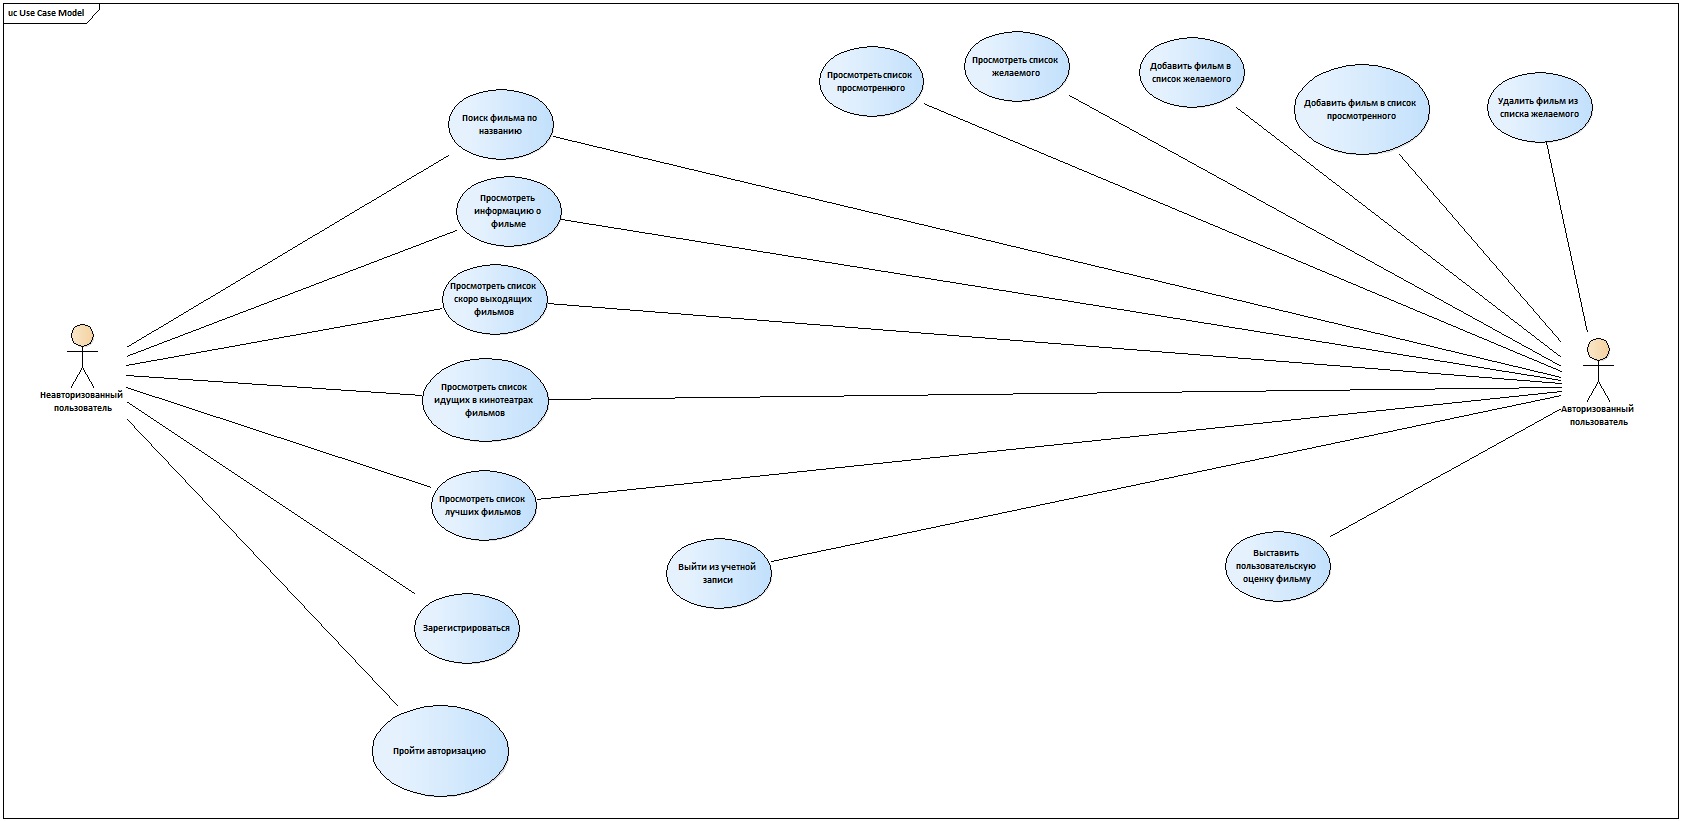 uc Use Case Model
Просмотреть список
просмотренного
Просмотреть список
желаемого
Добавить фильм в
список желаемого
Добавить фильм в список
просмотренного
Удалить фильм из
списка желаемого
Поиск фильма по
названию
Просмотреть
информацию о
фильме
Просмотреть список
скоро выходящих
фильмов
Просмотреть список
идущих в кинотеатрах
фильмов
Неавторизованный
пользователь
Авторизованный
пользователь
Просмотреть список
лучших фильмов
Выйти из учетной
записи
Выставить
пользовательскую
оценку фильму
Зарегистрироваться
Пройти авторизацию